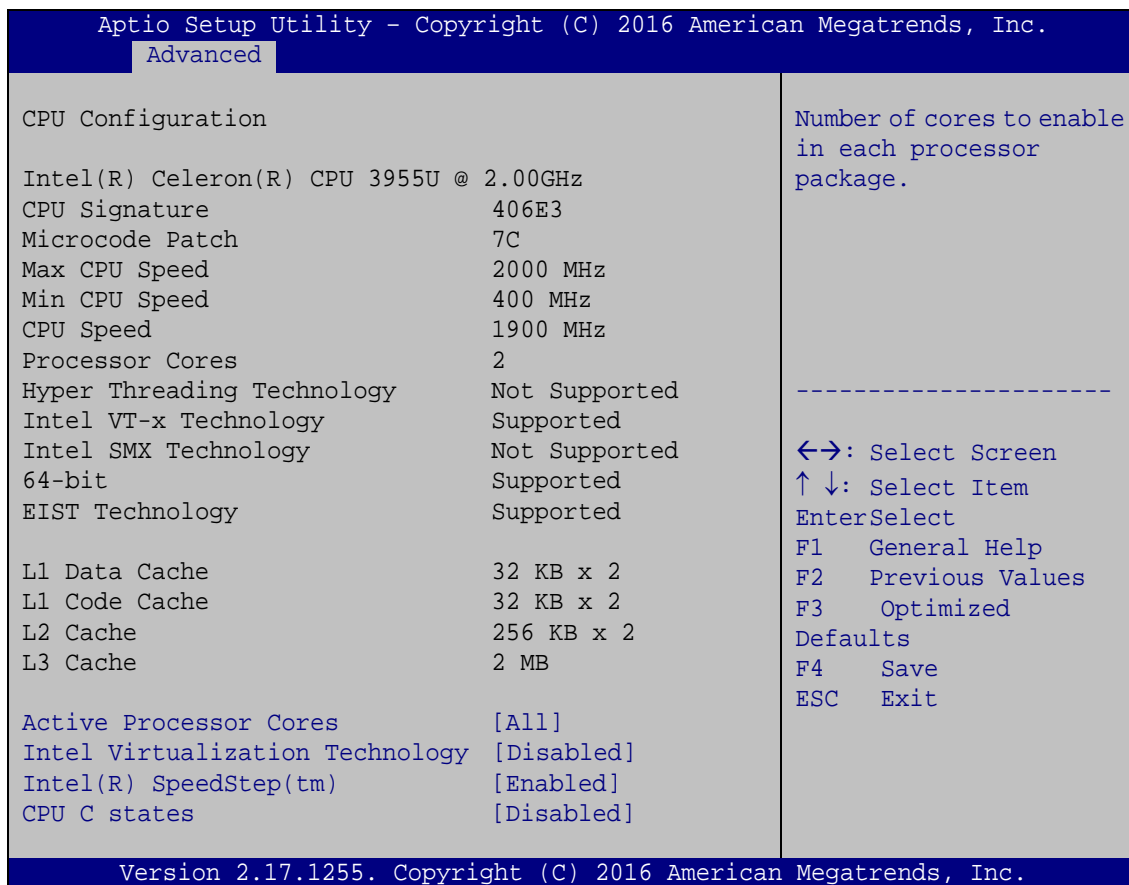 Aptio Setup Utility – Copyright (C) 2016 American Megatrends, Inc.
Advanced
CPU Configuration
Intel(R) Celeron(R) CPU 3955U @ 2.00GHz
CPU Signature 406E3
Microcode Patch 7C
Max CPU Speed 2000 MHz
Min CPU Speed 400 MHz
CPU Speed 1900 MHz
Processor Cores 2
Hyper Threading Technology Not Supported
Intel VT-x Technology Supported
Intel SMX Technology Not Supported
64-bit Supported
EIST Technology Supported
L1 Data Cache 32 KB x 2
L1 Code Cache 32 KB x 2
L2 Cache 256 KB x 2
L3 Cache 2 MB
Active Processor Cores [All]
Intel Virtualization Technology [Disabled]
Intel(R) SpeedStep(tm) [Enabled]
CPU C states [Disabled]
Number of cores to enable
in each processor
package.
----------------------
←→: Select Screen
↑ ↓: Select Item
EnterSelect
F1 General Help
F2 Previous Values
F3 Optimized
Defaults
F4 Save
ESC Exit
Version 2.17.1255. Copyright (C) 2016 American Megatrends, Inc.